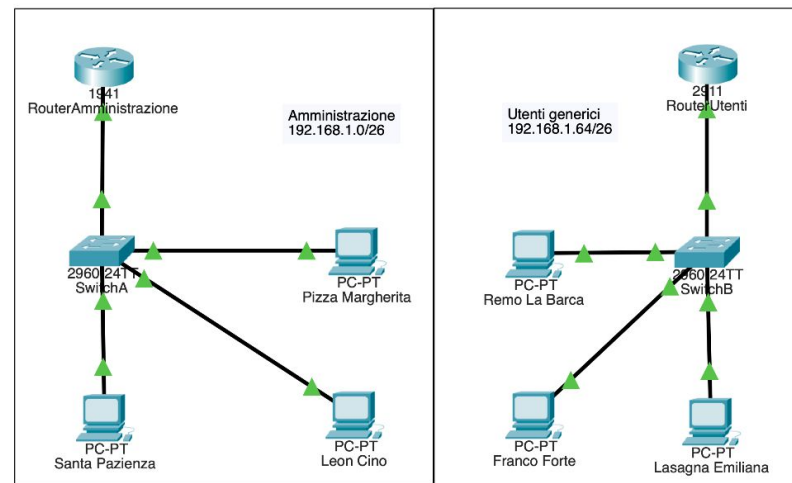 1941
RouterAmministrazione
Amministrazione
192.168.1.0/26
2960-24TT
SwitchA
PC-PT
Pizza Margherita
PC-PT
Santa Pazienza
PC-PT
Leon Cino
2911
RouterUtenti
Utenti generici
192.168.1.64/26
PC-PT
Remo La Barca
2960-24TT
SwitchB
PC-PT
Franco Forte
PC-PT
Lasagna Emiliana